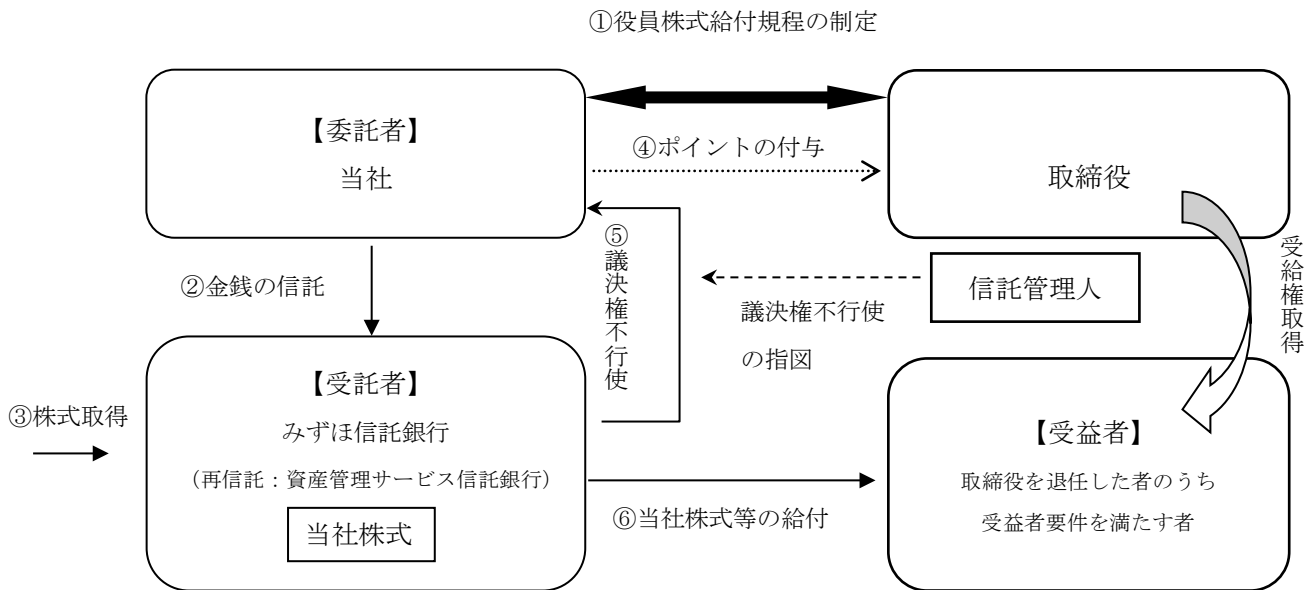 ①役員株式給付規程の制定
【委託者】
当社
④ポイントの付与
取締役
②金銭の信託
⑤議決権不行使
議決権不行使
の指図
信託管理人
受給権取得
③株式取得
【受託者】
みずほ信託銀行
（再信託：資産管理サービス信託銀行）
当社株式
⑥当社株式等の給付
【受益者】
取締役を退任した者のうち
受益者要件を満たす者